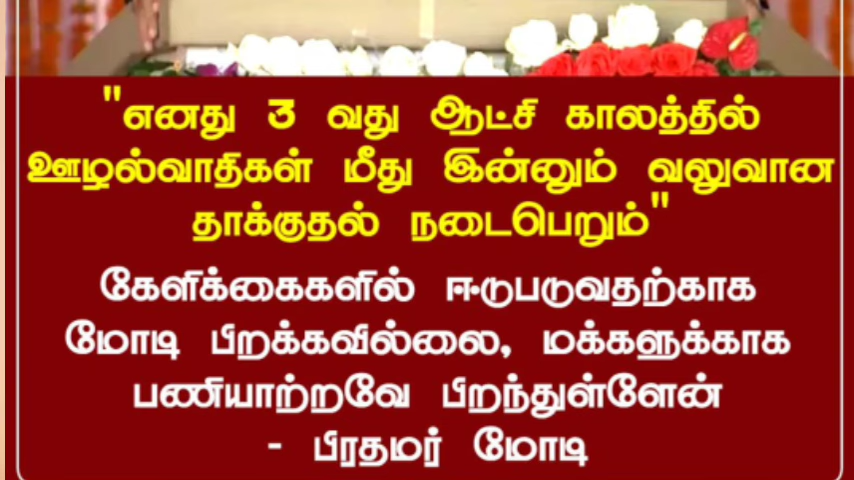 "எனது 3 வது ஆட்சி காலத்தில்
ஊழல்வாதிகள் மீது இன்னும் வலுவான
தாக்குதல் நடைபெறும்"
கேளிக்கைகளில் ஈடுபடுவதற்காக
மோடி பிறக்கவில்லை, மக்களுக்காக
பணியாற்றவே பிறந்துள்ளேன்
- பிரதமர் மோடி